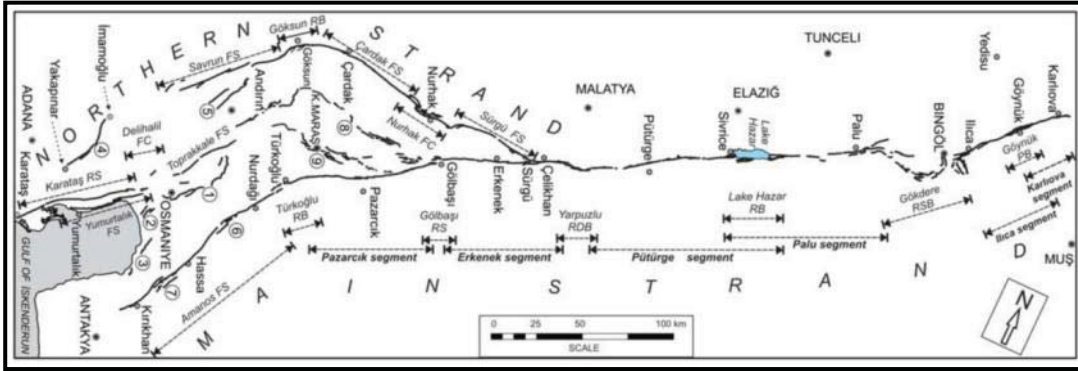 NORTHERN STRAND
MAIN STRAND
ADANA
Yakapınar
İmamoğlu
Karataş
Karataş RS
Delihalil FC
Savrun FS
Göksun RB
Çardak FS
Andırın
Göksun
Çardak
Nurhak
Nurhak FC
Sürgü FS
K.MARAŞ
Toprakkale FS
Türkoğlu
Nurdağı
Yumurtalık FS
Yumurtalık
OSMANİYE
GULF OF İSKENDERUN
ANTAKYA
Kırıkhan
Hassa
Amanos FS
Türkoğlu RB
Pazarcık
Gölbaşı
Gölbaşı RS
Erkenek
Sürgü
Çelikhan
Yarpuzlu RDB
Pazarcık segment
Erkenek segment
Pütürge segment
MALATYA
Pütürge
ELAZIĞ
Sivrice
Lake Hazar
Lake Hazar RB
Palu segment
TUNCELI
Palu
BINGÖL
Ilıca
Gökdere RSB
Yedisu
Göynük
Karlıova
Göynük PB
Karlıova segment
Ilıca segment
MUŞ
1
2
3
4
5
6
7
8
9
0 25 50 100 km
SCALE
N